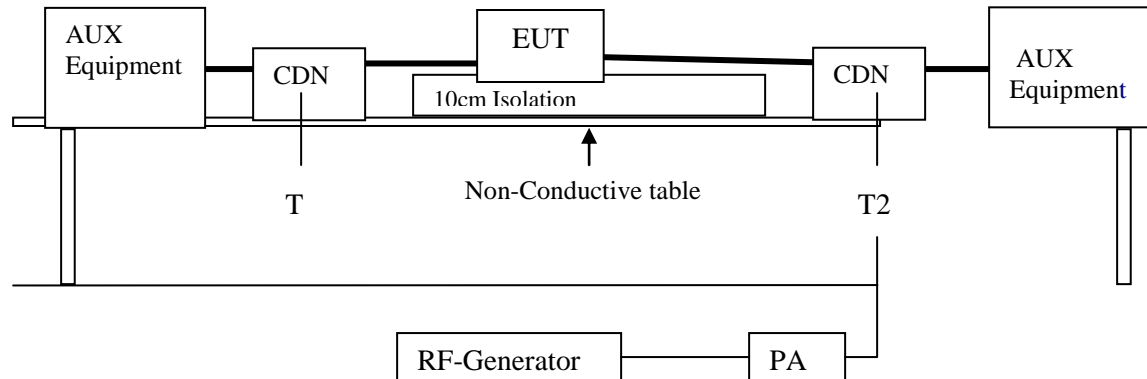 AUX
Equipment
CDN
EUT
10cm Isolation
CDN
AUX
Equipment
T
Non-Conductive table
T2
RF-Generator
PA